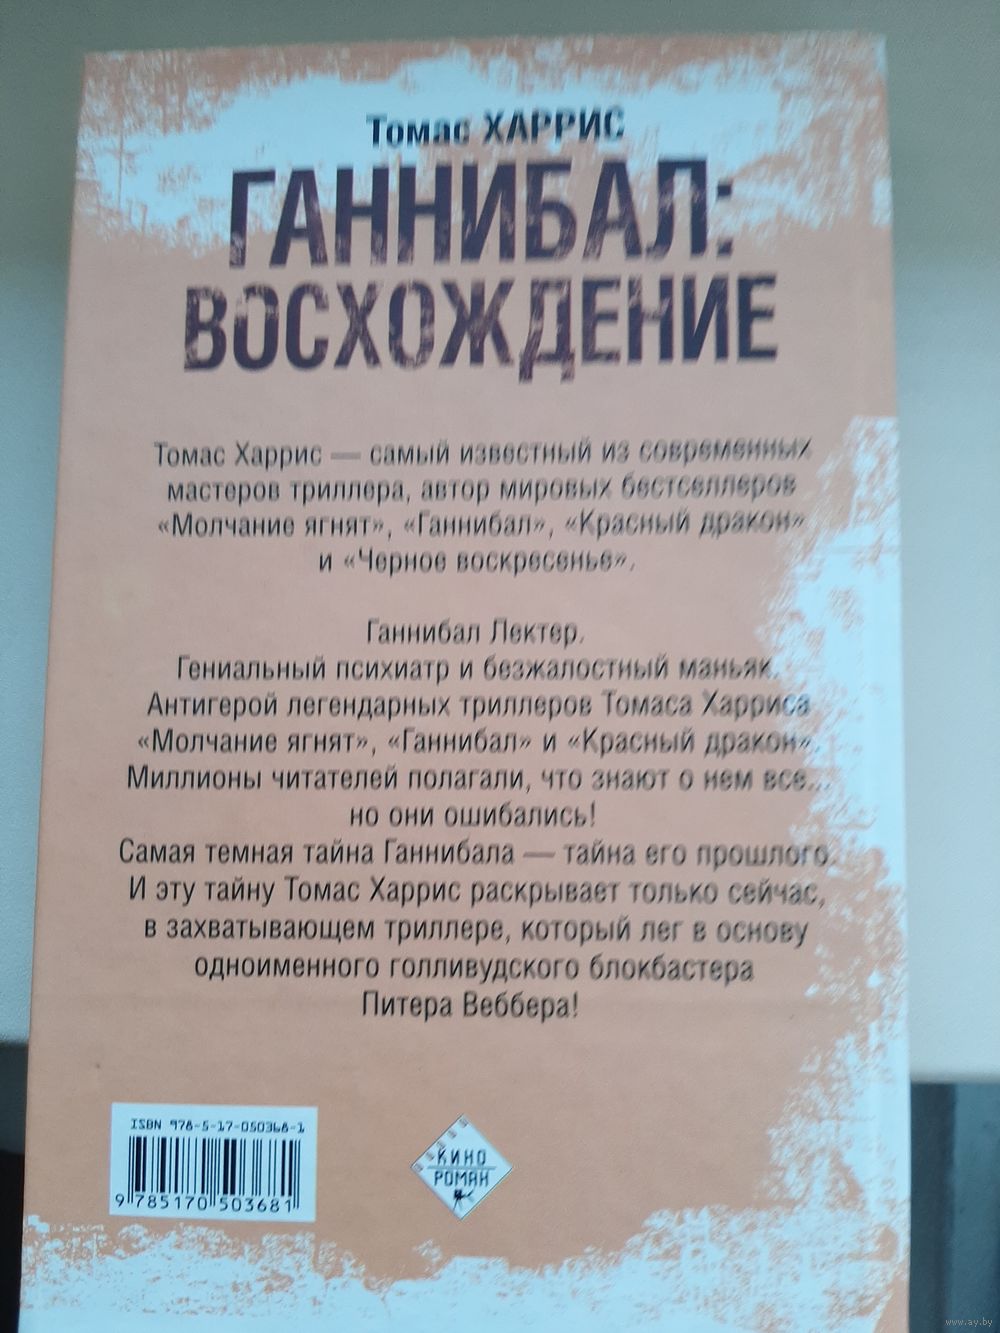 Томас ХАРРИС
ГАННИБАЛ:
ВОСХОЖДЕНИЕ
Томас Харрис — самый известный из современных
мастеров триллера, автор мировых бестселлеров
«Молчание ягнят», «Ганнибал», «Красный дракон»
и «Черное воскресенье».
Ганнибал Лектер.
Гениальный психиатр и безжалостный маньяк.
Антигерой легендарных триллеров Томаса Харриса
«Молчание ягнят», «Ганнибал» и «Красный дракон».
Миллионы читателей полагали, что знают о нем все...
но они ошибались!
Самая темная тайна Ганнибала — тайна его прошлого.
И эту тайну Томас Харрис раскрывает только сейчас,
в захватывающем триллере, который лег в основу
одноименного голливудского блокбастера
Питера Веббера!
ISBN 978-5-17-050368-1
9 785170 503681
КИНО
РОМАН
www.ay.by